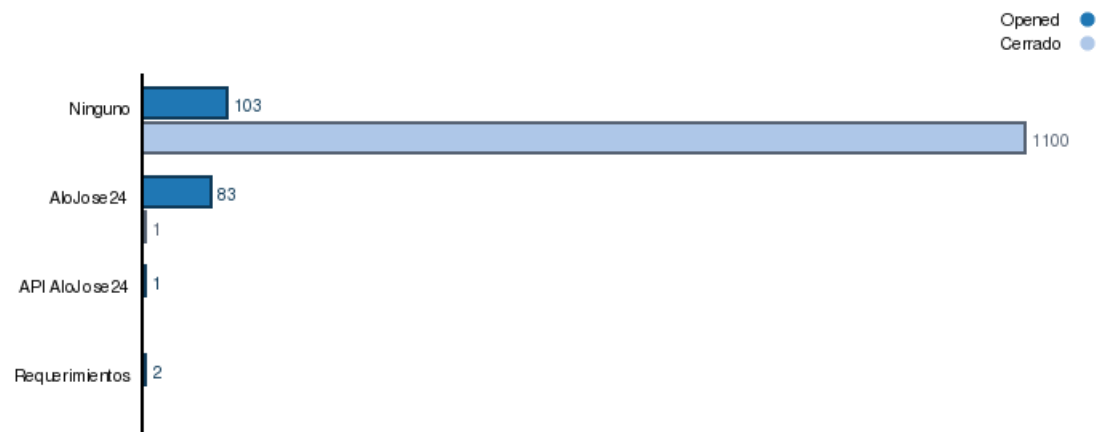 Opened
Cerrado
Ninguno
103
1100
AloJose24
83
1
API AloJose24
1
Requerimientos
2